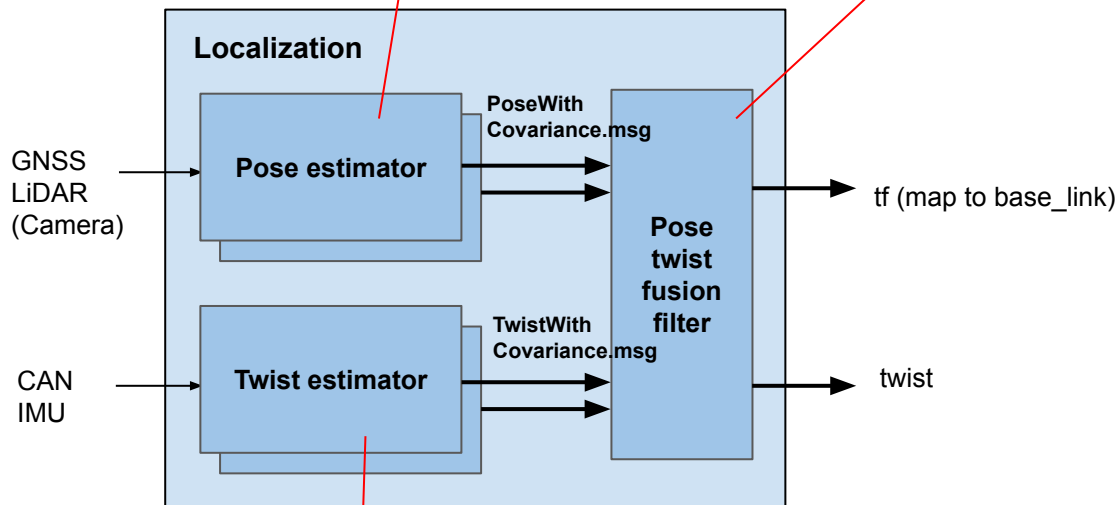 Localization
GNSS
LiDAR
(Camera)
Pose estimator
PoseWith
Covariance.msg
Pose
twist
fusion
filter
tf (map to base_link)
CAN
IMU
Twist estimator
TwistWith
Covariance.msg
twist